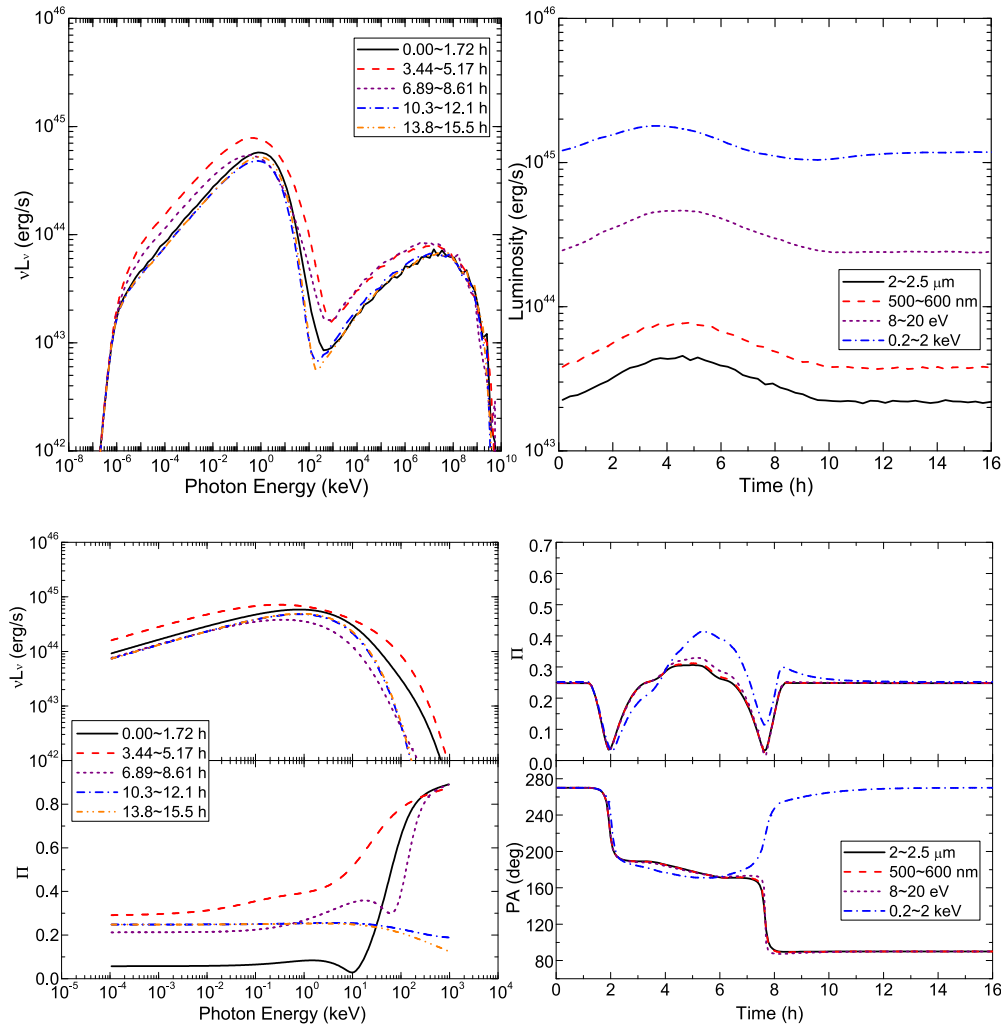 10^46
10^45
10^44
10^43
10^42
νLν (erg/s)
0.00~1.72 h
3.44~5.17 h
6.89~8.61 h
10.3~12.1 h
13.8~15.5 h
10^-8 10^-6 10^-4 10^-2 10^0 10^2 10^4 10^6 10^8 10^10
Photon Energy (keV)
10^46
10^45
10^44
10^43
Luminosity (erg/s)
2~2.5 μm
500~600 nm
8~20 eV
0.2~2 keV
0 2 4 6 8 10 12 14 16
Time (h)
10^46
10^45
10^44
10^43
10^42
νLν (erg/s)
0.00~1.72 h
3.44~5.17 h
6.89~8.61 h
10.3~12.1 h
13.8~15.5 h
0.8
0.6
0.4
0.2
0.0
Π
10^-5 10^-4 10^-3 10^-2 10^-1 10^0 10^1 10^2 10^3 10^4
Photon Energy (keV)
0.7
0.6
0.5
0.4
0.3
0.2
0.1
0.0
Π
280
240
200
160
120
80
PA (deg)
2~2.5 μm
500~600 nm
8~20 eV
0.2~2 keV
0 2 4 6 8 10 12 14 16
Time (h)